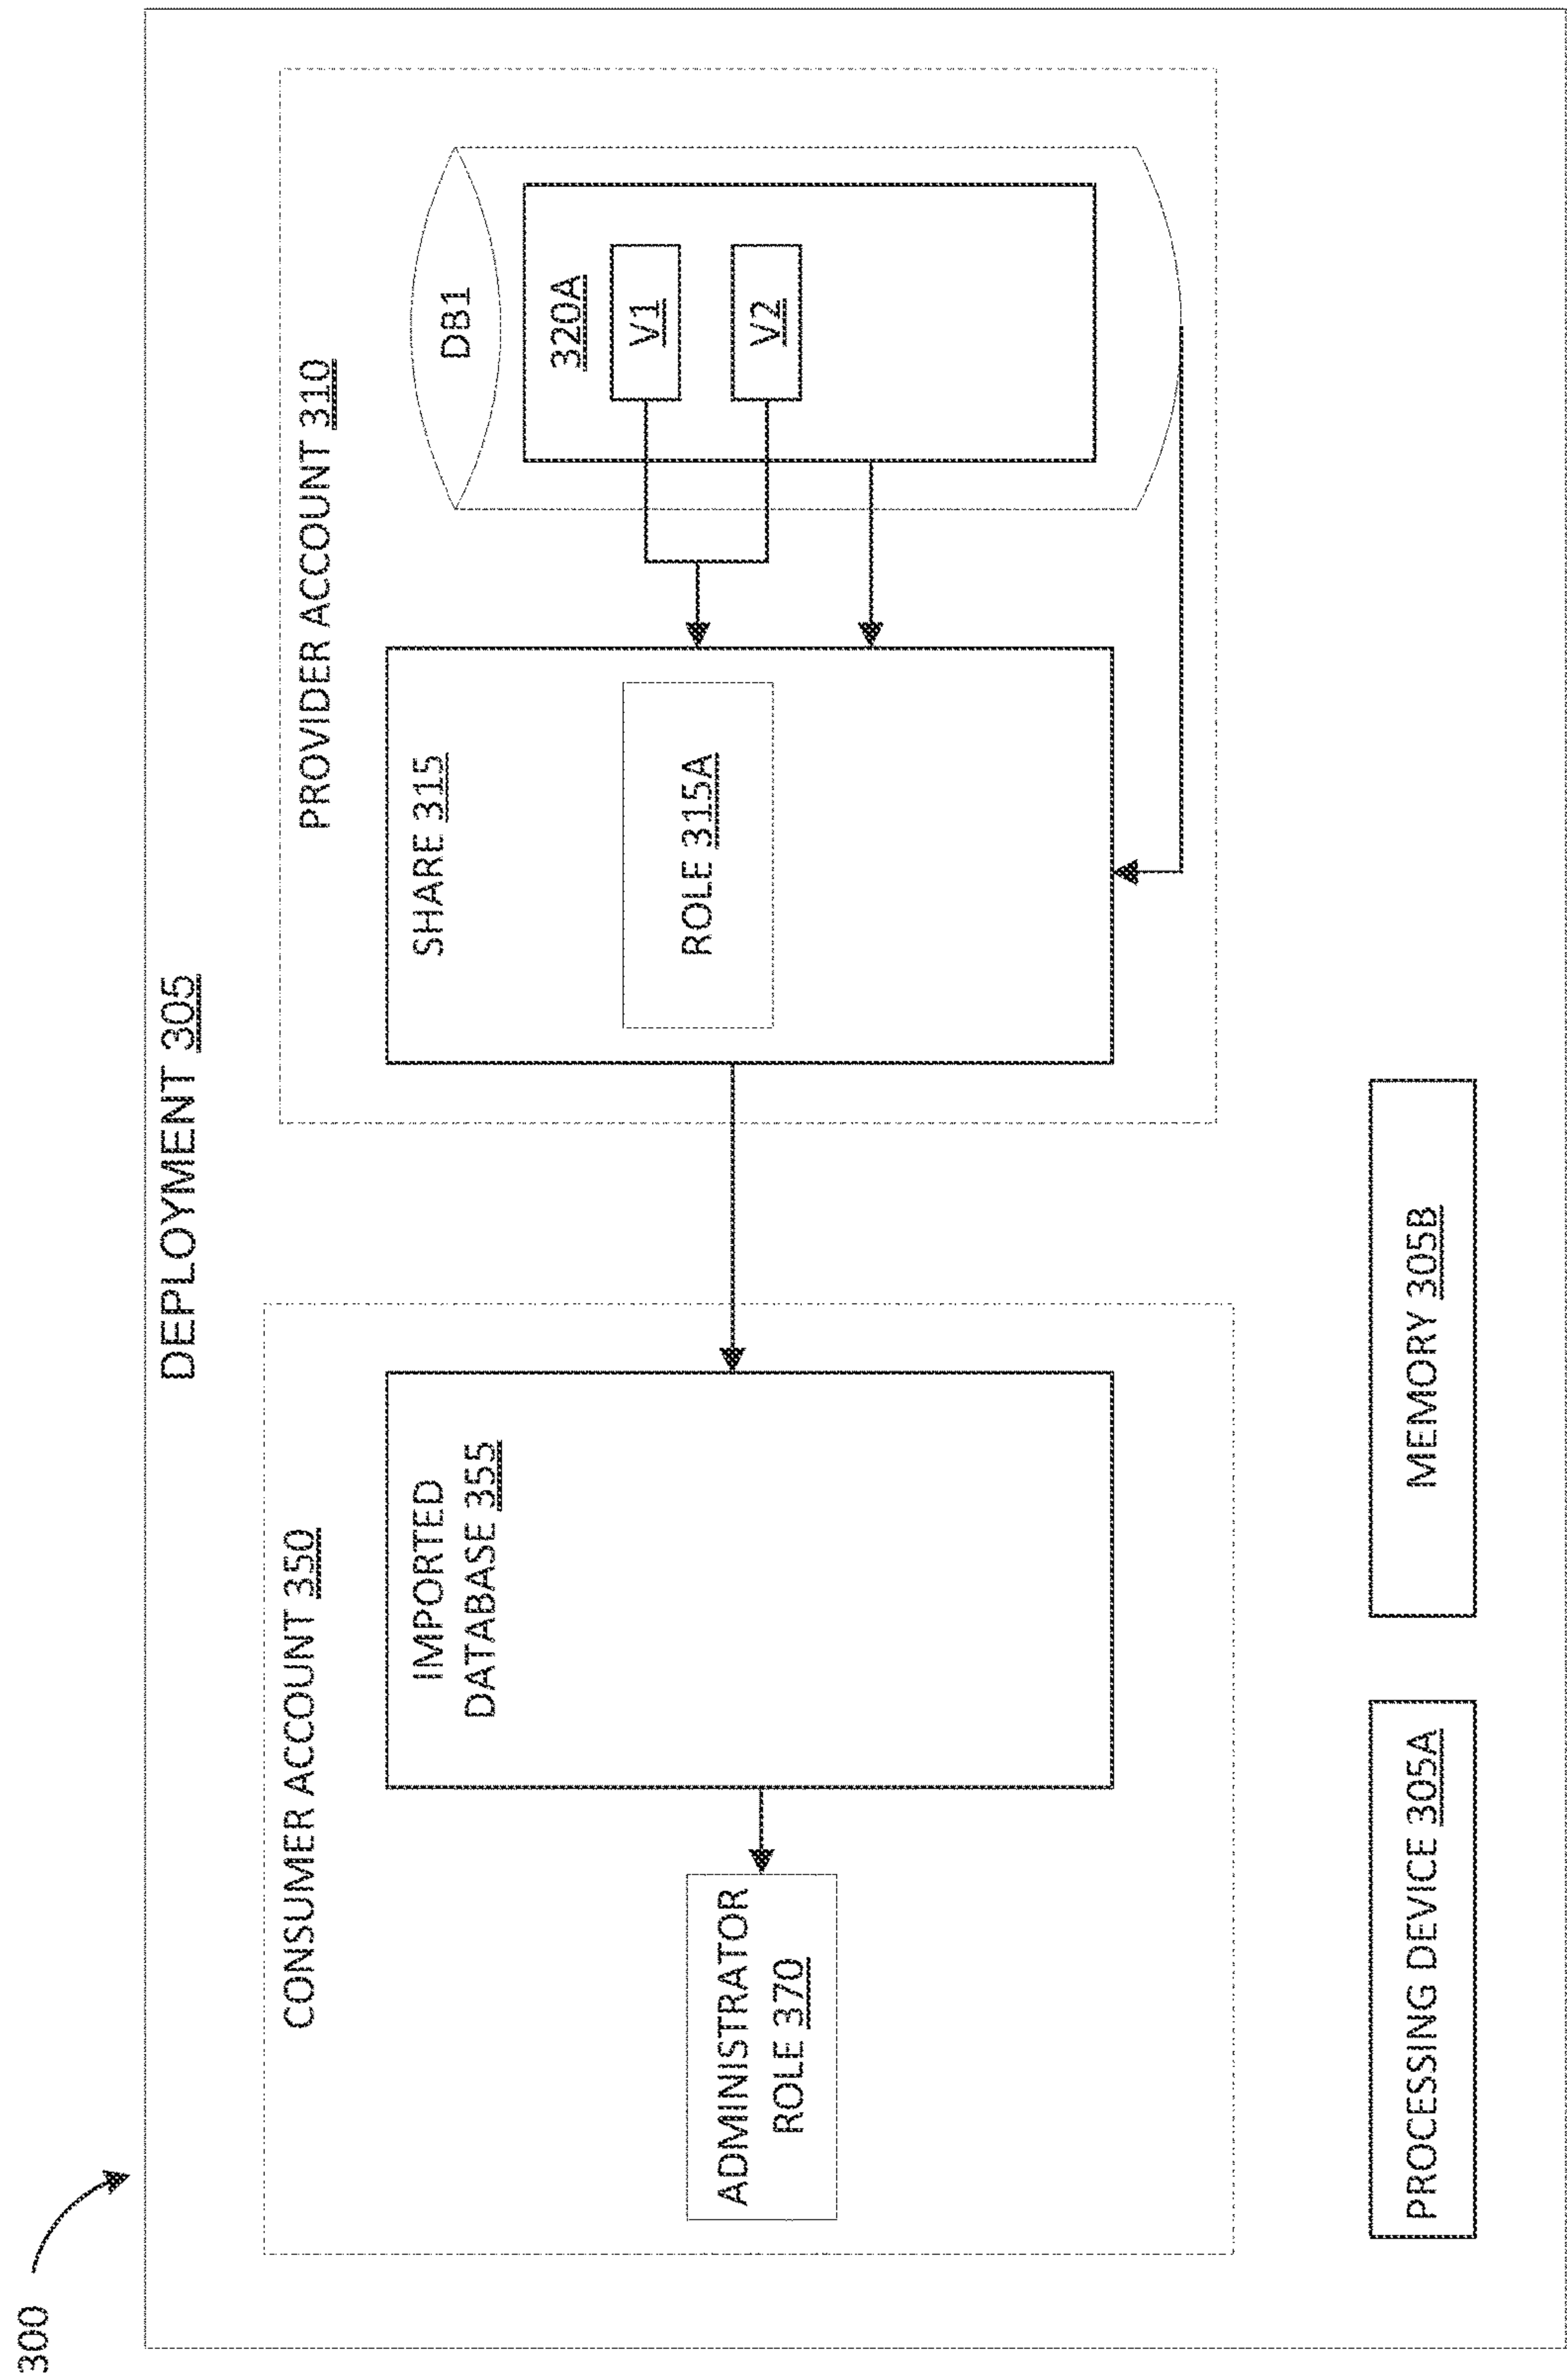 300
DEPLOYMENT 305
CONSUMER ACCOUNT 350
IMPORTED
DATABASE 355
ADMINISTRATOR
ROLE 370
PROVIDER ACCOUNT 310
SHARE 315
ROLE 315A
DB1
320A
V1
V2
PROCESSING DEVICE 305A
MEMORY 305B